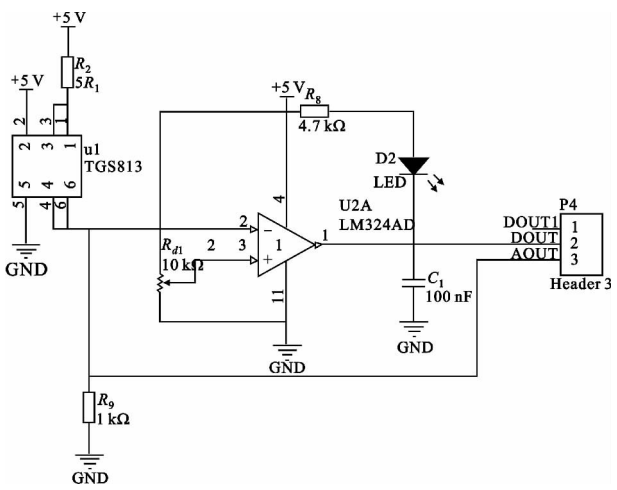 +5 V
R2
5R1
+5 V
+5 V
R8
4.7 kΩ
2
3
1
2
3
1
u1
TGS813
5
4
6
5
4
6
GND
D2
LED
4
U2A
LM324AD
P4
DOUT1
1
DOUT
2
AOUT
3
Header 3
2
−
1
1
Rd1
10 kΩ
2
3
+
11
C1
100 nF
GND
GND
R9
1 kΩ
GND